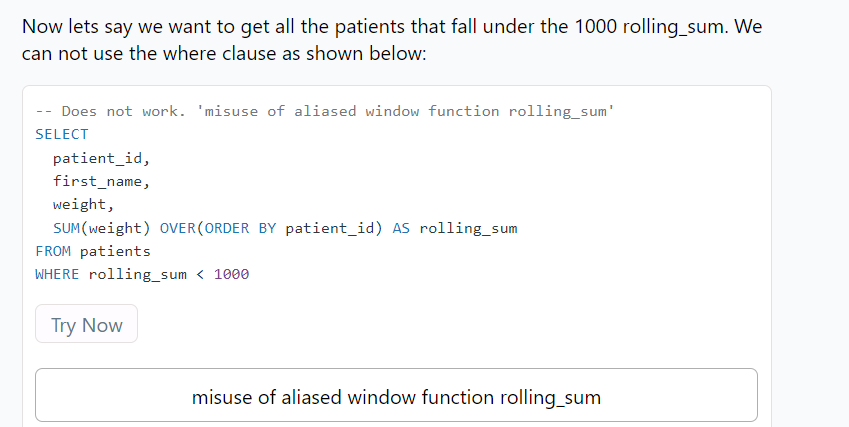 Now lets say we want to get all the patients that fall under the 1000 rolling_sum. We
can not use the where clause as shown below:
-- Does not work. 'misuse of aliased window function rolling_sum'
SELECT
  patient_id,
  first_name,
  weight,
  SUM(weight) OVER(ORDER BY patient_id) AS rolling_sum
FROM patients
WHERE rolling_sum < 1000
Try Now
misuse of aliased window function rolling_sum